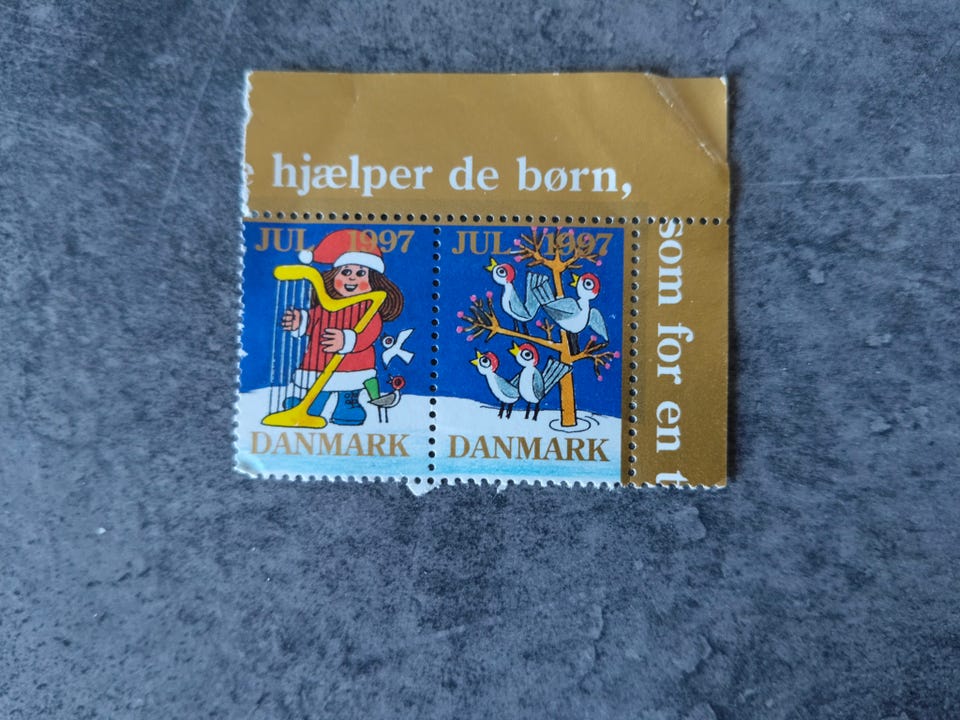 hjælper de børn,
JUL 1997
DANMARK
JUL 1997
DANMARK
som for en